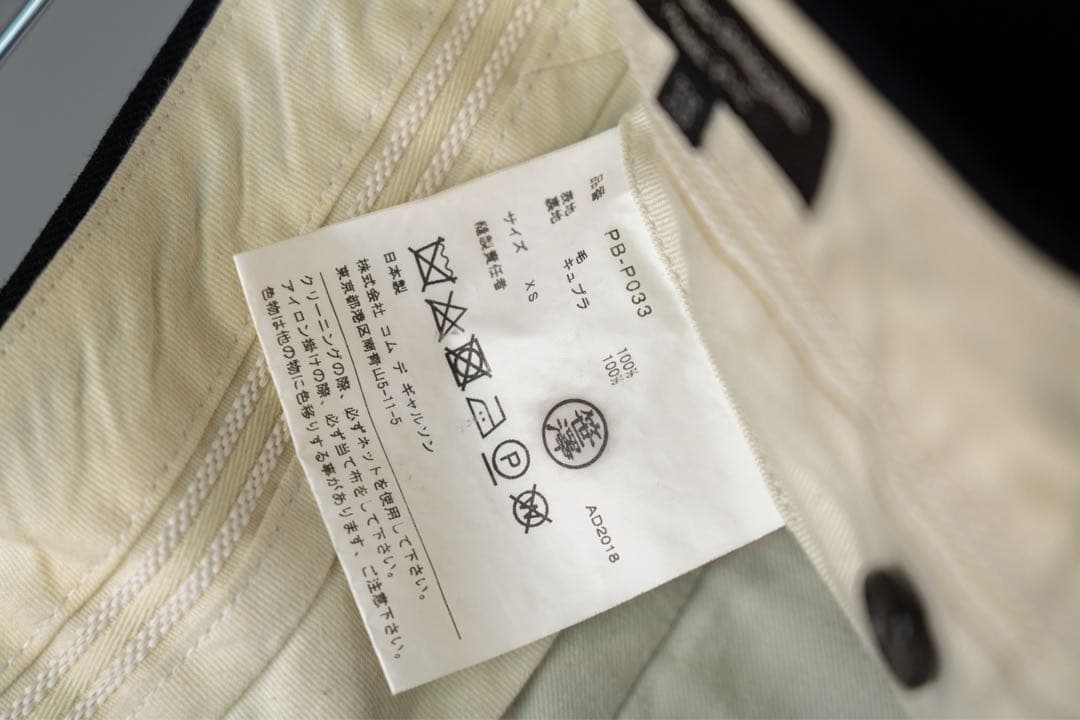 品番 PB-P033
表地 毛 100%
裏地 キュプラ 100%
サイズ XS
縫製責任者 笹澤
AD2018
P
日本製
株式会社 コム デ ギャルソン
東京都港区南青山5-11-5
クリーニングの際、必ずネットを使用して下さい。
アイロン掛けの際、必ず当て布をして下さい。
色物は他の物に色移りする事があります、ご注意下さい。